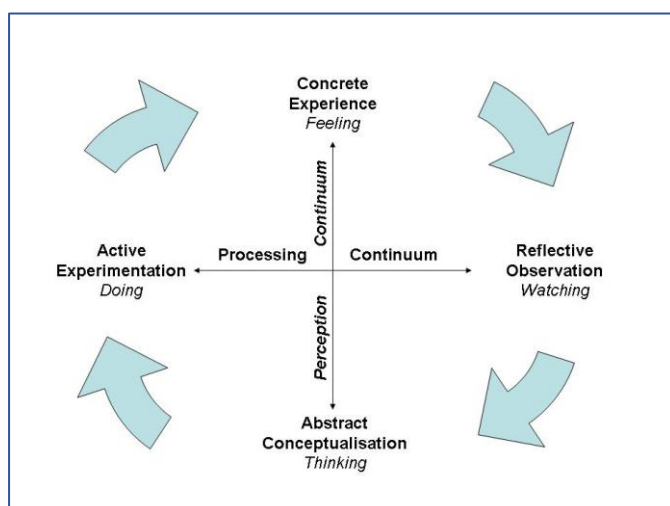 Concrete
Experience
Feeling
Continuum
Active
Experimentation
Doing
Processing
Continuum
Reflective
Observation
Watching
Perception
Abstract
Conceptualisation
Thinking